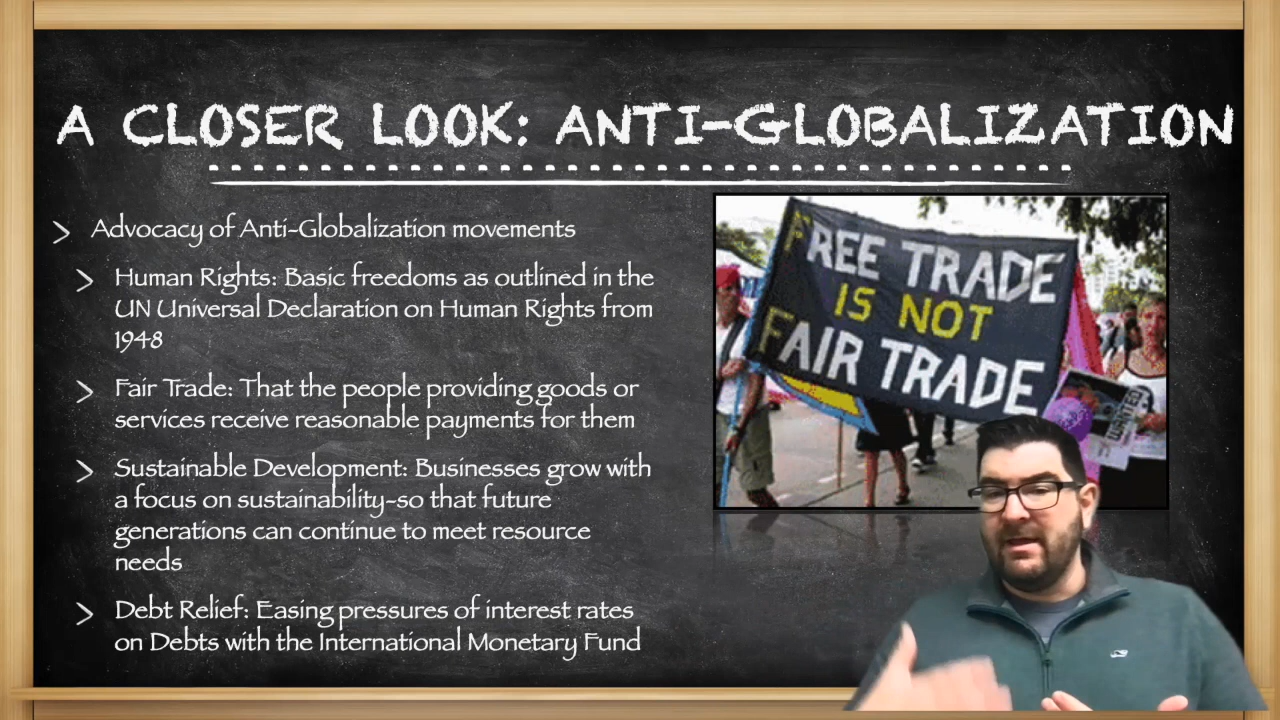 A CLOSER LOOK: ANTI-GLOBALIZATION
Advocacy of Anti-Globalization movements
Human Rights: Basic freedoms as outlined in the
UN Universal Declaration on Human Rights from
1948
Fair Trade: That the people providing goods or
services receive reasonable payments for them
Sustainable Development: Businesses grow with
a focus on sustainability-so that future
generations can continue to meet resource
needs
Debt Relief: Easing pressures of interest rates
on Debts with the International Monetary Fund
FREE TRADE
IS NOT
FAIR TRADE
WANTED